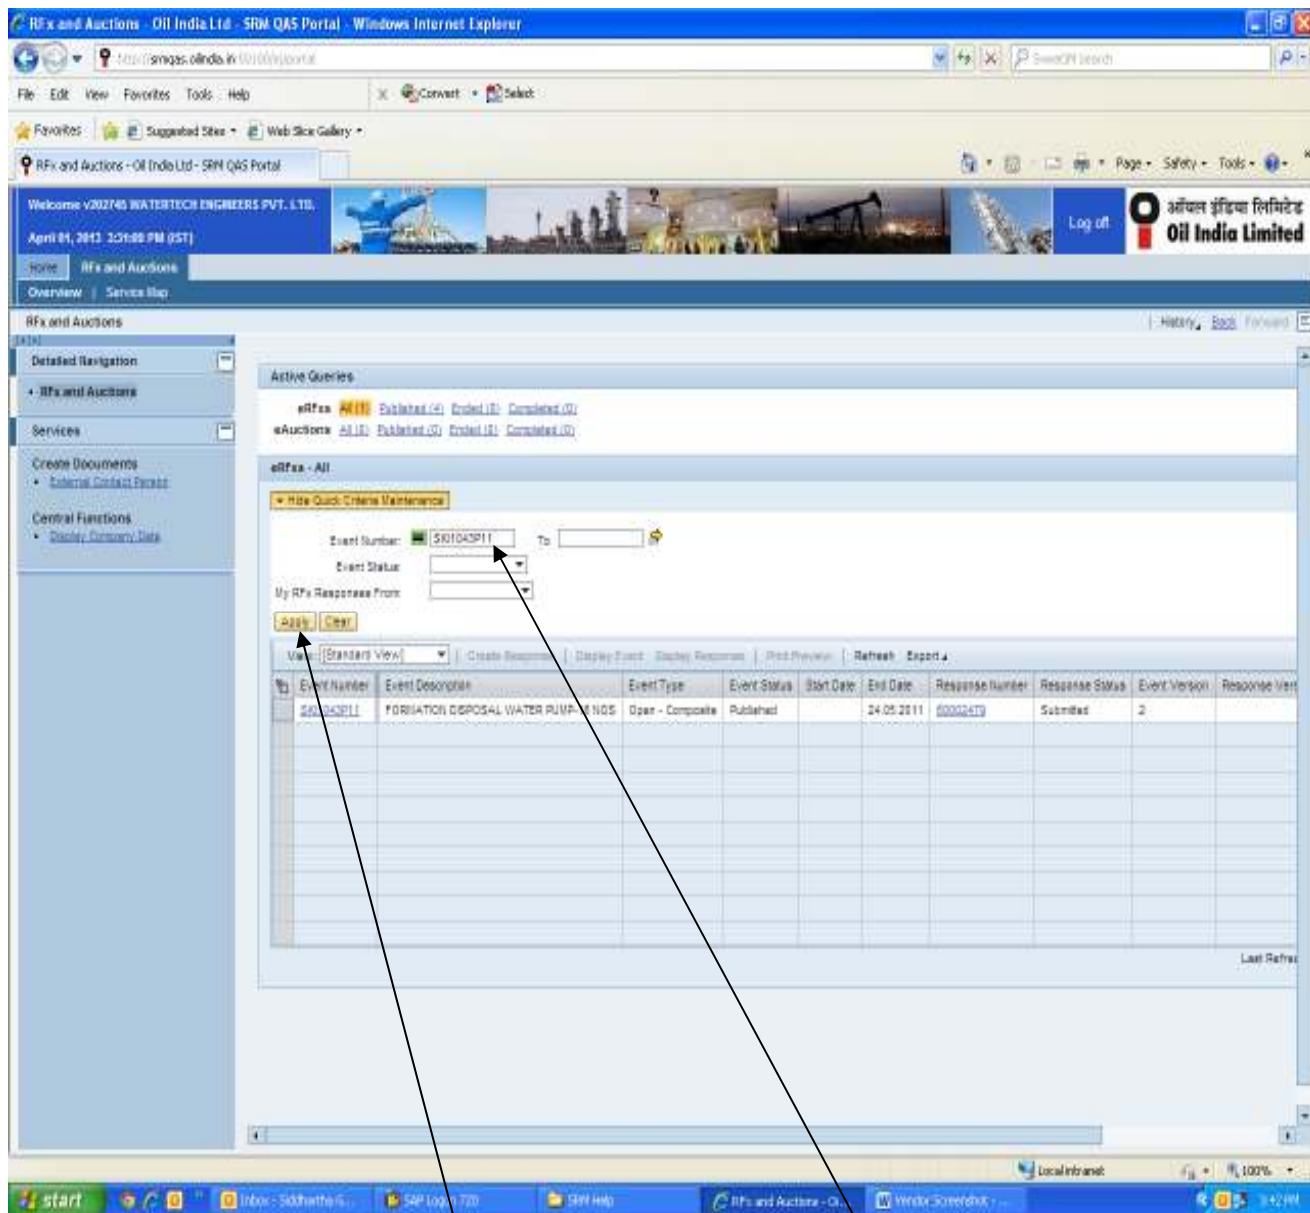 RFx and Auctions - Oil India Ltd - SRM QAS Portal - Windows Internet Explorer
File Edit View Favorites Tools Help
Convert Select
Favorites Suggested Sites Web Slice Gallery
RFx and Auctions - Oil India Ltd - SRM QAS Portal
Page Safety Tools
Welcome v202745 WATERTECH ENGINEERS PVT. LTD.
April 01, 2013
Log off
ऑयल इंडिया लिमिटेड
Oil India Limited
Home RFx and Auctions
Overview | Service Map
RFx and Auctions
History Back Forward
Detailed Navigation
RFx and Auctions
Services
Create Documents
External Contact Person
Central Functions
Display Company Data
Active Queries
eRFxs All (1) Published (4) Ended Completed (0)
eAuctions All Published (0) Ended Completed (0)
eRfxs - All
Hide Quick Criteria Maintenance
Event Number: To
Event Status:
My RFx Responses From:
Apply Clear
View: [Standard View] Create Response | Display Event Display Response | Print Preview | Refresh Export
Event Number Event Description Event Type Event Status Start Date End Date Response Number Response Status Event Version Response Vers
FORMATION DISPOSAL WATER PUMP- NOS Open - Composite Published 24.05.2011 60002479 Submitted 2
Last Refres
Local intranet 100%
start Inbox - Siddhartha G... SAP Logon 720 SRM Help RFx and Auctions - Oi... Vendor Screenshot - ...